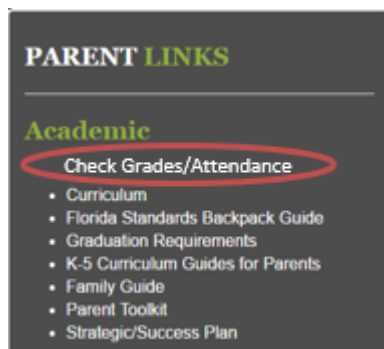 PARENT LINKS
Academic
Check Grades/Attendance
• Curriculum
• Florida Standards Backpack Guide
• Graduation Requirements
• K-5 Curriculum Guides for Parents
• Family Guide
• Parent Toolkit
• Strategic/Success Plan